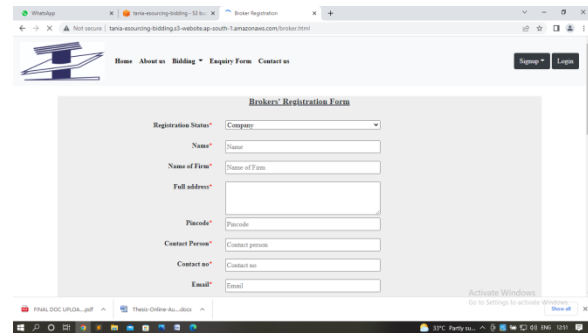 WhatsApp
tania-esourcing-bidding - S3 buc
Broker Registration
Not secure | tania-esourcing-bidding.s3-website.ap-south-1.amazonaws.com/broker.html
Home About us Bidding Enquiry Form Contact us Signup Login
Brokers' Registration Form
Registration Status* Company
Name* Name
Name of Firm* Name of Firm
Full address*
Pincode* Pincode
Contact Person* Contact person
Contact no* Contact no
Email* Email
Activate Windows
Go to Settings to activate Windows.
FINAL DOC UPLOA....pdf Thesis-Online-Au....docx Show all
33°C Partly su... ENG 12:51